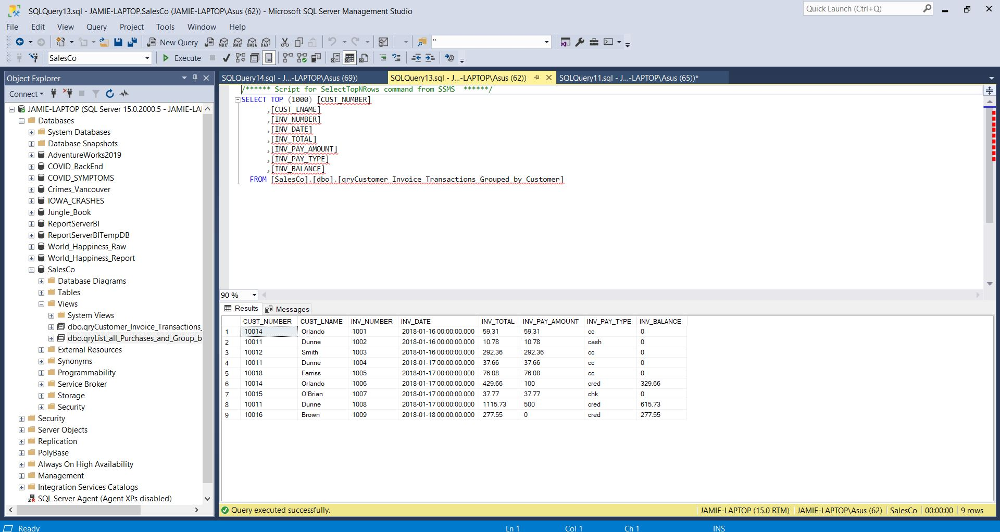 SQLQuery13.sql - JAMIE-LAPTOP.SalesCo (JAMIE-LAPTOP\Asus (62)) - Microsoft SQL Server Management Studio
Quick Launch (Ctrl+Q)
File Edit View Query Project Tools Window Help
New Query MDX DMX XMLA DAX "
SalesCo Execute
Object Explorer
Connect
JAMIE-LAPTOP (SQL Server 15.0.2000.5 - JAMIE-LA
Databases
System Databases
Database Snapshots
AdventureWorks2019
COVID_BackEnd
COVID_SYMPTOMS
Crimes_Vancouver
IOWA_CRASHES
Jungle_Book
ReportServerBI
ReportServerBITempDB
World_Happiness_Raw
World_Happiness_Report
SalesCo
Database Diagrams
Tables
Views
System Views
dbo.qryCustomer_Invoice_Transactions_
dbo.qryList_all_Purchases_and_Group_b
External Resources
Synonyms
Programmability
Service Broker
Storage
Security
Security
Server Objects
Replication
PolyBase
Always On High Availability
Management
Integration Services Catalogs
SQL Server Agent (Agent XPs disabled)
SQLQuery14.sql - J...-LAPTOP\Asus (69)) SQLQuery13.sql - J...-LAPTOP\Asus (62)) SQLQuery11.sql - J...-LAPTOP\Asus (65))*
/****** Script for SelectTopNRows command from SSMS ******/
SELECT TOP (1000) [CUST_NUMBER]
,[CUST_LNAME]
,[INV_NUMBER]
,[INV_DATE]
,[INV_TOTAL]
,[INV_PAY_AMOUNT]
,[INV_PAY_TYPE]
,[INV_BALANCE]
FROM [SalesCo].[dbo].[qryCustomer_Invoice_Transactions_Grouped_by_Customer]
90 %
Results Messages
CUST_NUMBER CUST_LNAME INV_NUMBER INV_DATE INV_TOTAL INV_PAY_AMOUNT INV_PAY_TYPE INV_BALANCE
1 10014 Orlando 1001 2018-01-16 00:00:00.000 59.31 59.31 cc 0
2 10011 Dunne 1002 2018-01-16 00:00:00.000 10.78 10.78 cash 0
3 10012 Smith 1003 2018-01-16 00:00:00.000 292.36 292.36 cc 0
4 10011 Dunne 1004 2018-01-17 00:00:00.000 37.66 37.66 cc 0
5 10018 Farriss 1005 2018-01-17 00:00:00.000 76.08 76.08 cc 0
6 10014 Orlando 1006 2018-01-17 00:00:00.000 429.66 100 cred 329.66
7 10015 O'Brian 1007 2018-01-17 00:00:00.000 37.77 37.77 chk 0
8 10011 Dunne 1008 2018-01-17 00:00:00.000 1115.73 500 cred 615.73
9 10016 Brown 1009 2018-01-18 00:00:00.000 277.55 0 cred 277.55
Query executed successfully. JAMIE-LAPTOP (15.0 RTM) JAMIE-LAPTOP\Asus (62) SalesCo 00:00:00 9 rows
Ready Ln 1 Col 1 Ch 1 INS